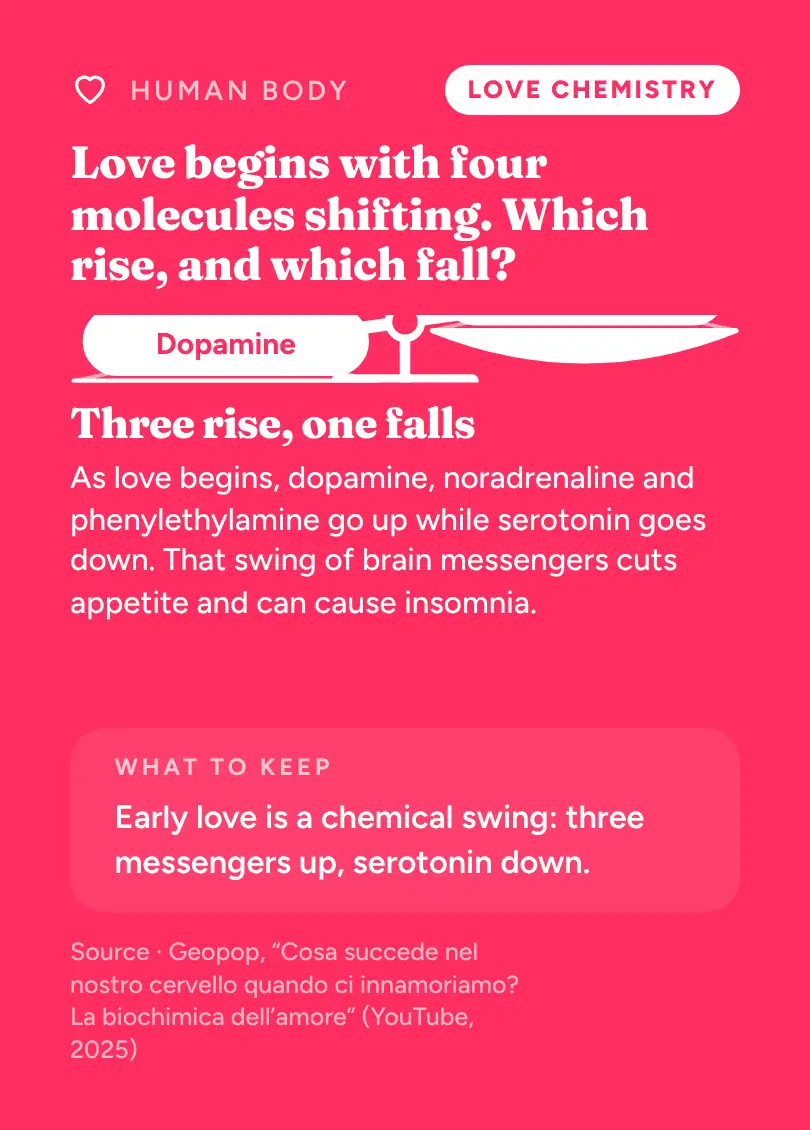 HUMAN BODY
LOVE CHEMISTRY
Love begins with four
molecules shifting. Which
rise, and which fall?
Dopamine
Three rise, one falls
As love begins, dopamine, noradrenaline and
phenylethylamine go up while serotonin goes
down. That swing of brain messengers cuts
appetite and can cause insomnia.
WHAT TO KEEP
Early love is a chemical swing: three
messengers up, serotonin down.
Source · Geopop, “Cosa succede nel
nostro cervello quando ci innamoriamo?
La biochimica dell’amore” (YouTube,
2025)